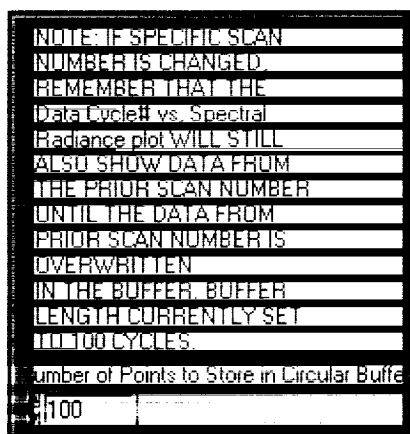 NOTE: IF SPECIFIC SCAN
NUMBER IS CHANGED,
REMEMBER THAT THE
Data Cycle# vs. Spectral
Radiance plot WILL STILL
ALSO SHOW DATA FROM
THE PRIOR SCAN NUMBER
UNTIL THE DATA FROM
PRIOR SCAN NUMBER IS
OVERWRITTEN
IN THE BUFFER. BUFFER
LENGTH CURRENTLY SET
TO 100 CYCLES.
umber of Points to Store in Circular Buffe
100